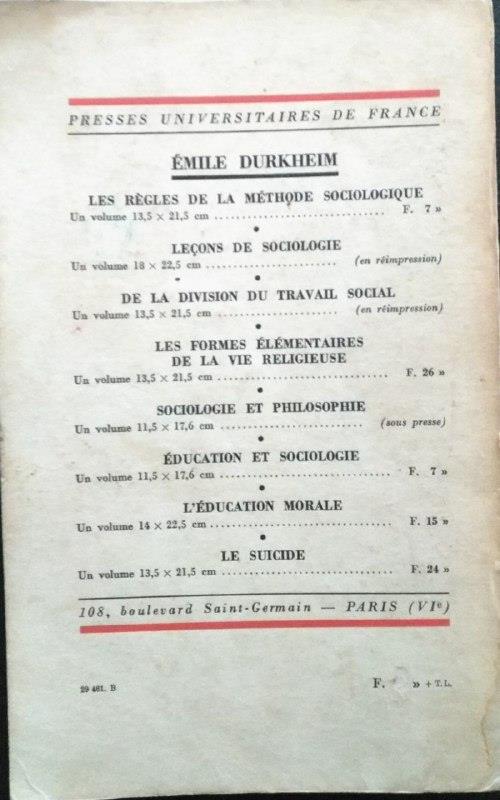 PRESSES UNIVERSITAIRES DE FRANCE
ÉMILE DURKHEIM
LES RÈGLES DE LA MÉTHODE SOCIOLOGIQUE
Un volume 13,5 × 21,5 cm ................................ F. 7 »
•
LEÇONS DE SOCIOLOGIE
Un volume 18 × 22,5 cm ........................ (en réimpression)
•
DE LA DIVISION DU TRAVAIL SOCIAL
Un volume 13,5 × 21,5 cm ...................... (en réimpression)
•
LES FORMES ÉLÉMENTAIRES
DE LA VIE RELIGIEUSE
Un volume 13,5 × 21,5 cm ................................ F. 26 »
•
SOCIOLOGIE ET PHILOSOPHIE
Un volume 11,5 × 17,6 cm .......................... (sous presse)
•
ÉDUCATION ET SOCIOLOGIE
Un volume 11,5 × 17,6 cm ................................ F. 7 »
•
L'ÉDUCATION MORALE
Un volume 14 × 22,5 cm .................................. F. 15 »
•
LE SUICIDE
Un volume 13,5 × 21,5 cm ................................ F. 24 »
108, boulevard Saint-Germain — PARIS (VIe)
29 461. B F. » + T.L.